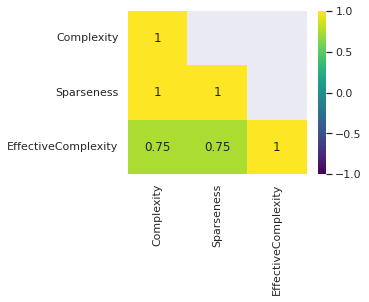 Complexity
1
Sparseness
1
1
EffectiveComplexity
0.75
0.75
1
Complexity
Sparseness
EffectiveComplexity
1.0
0.5
0.0
−0.5
−1.0